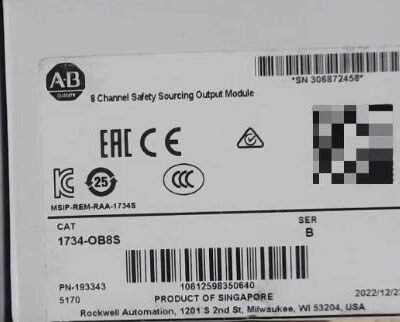 A-B
QUALITY
*SN 306872458*
8 Channel Safety Sourcing Output Module
EAC CE
25
CCC
MSIP-REM-RAA-1734S
CAT
SER
1734-OB8S
B
PN-193343
10612598350640
5170
PRODUCT OF SINGAPORE
2022/12/2
Rockwell Automation, 1201 S 2nd St, Milwaukee, WI 53204, USA